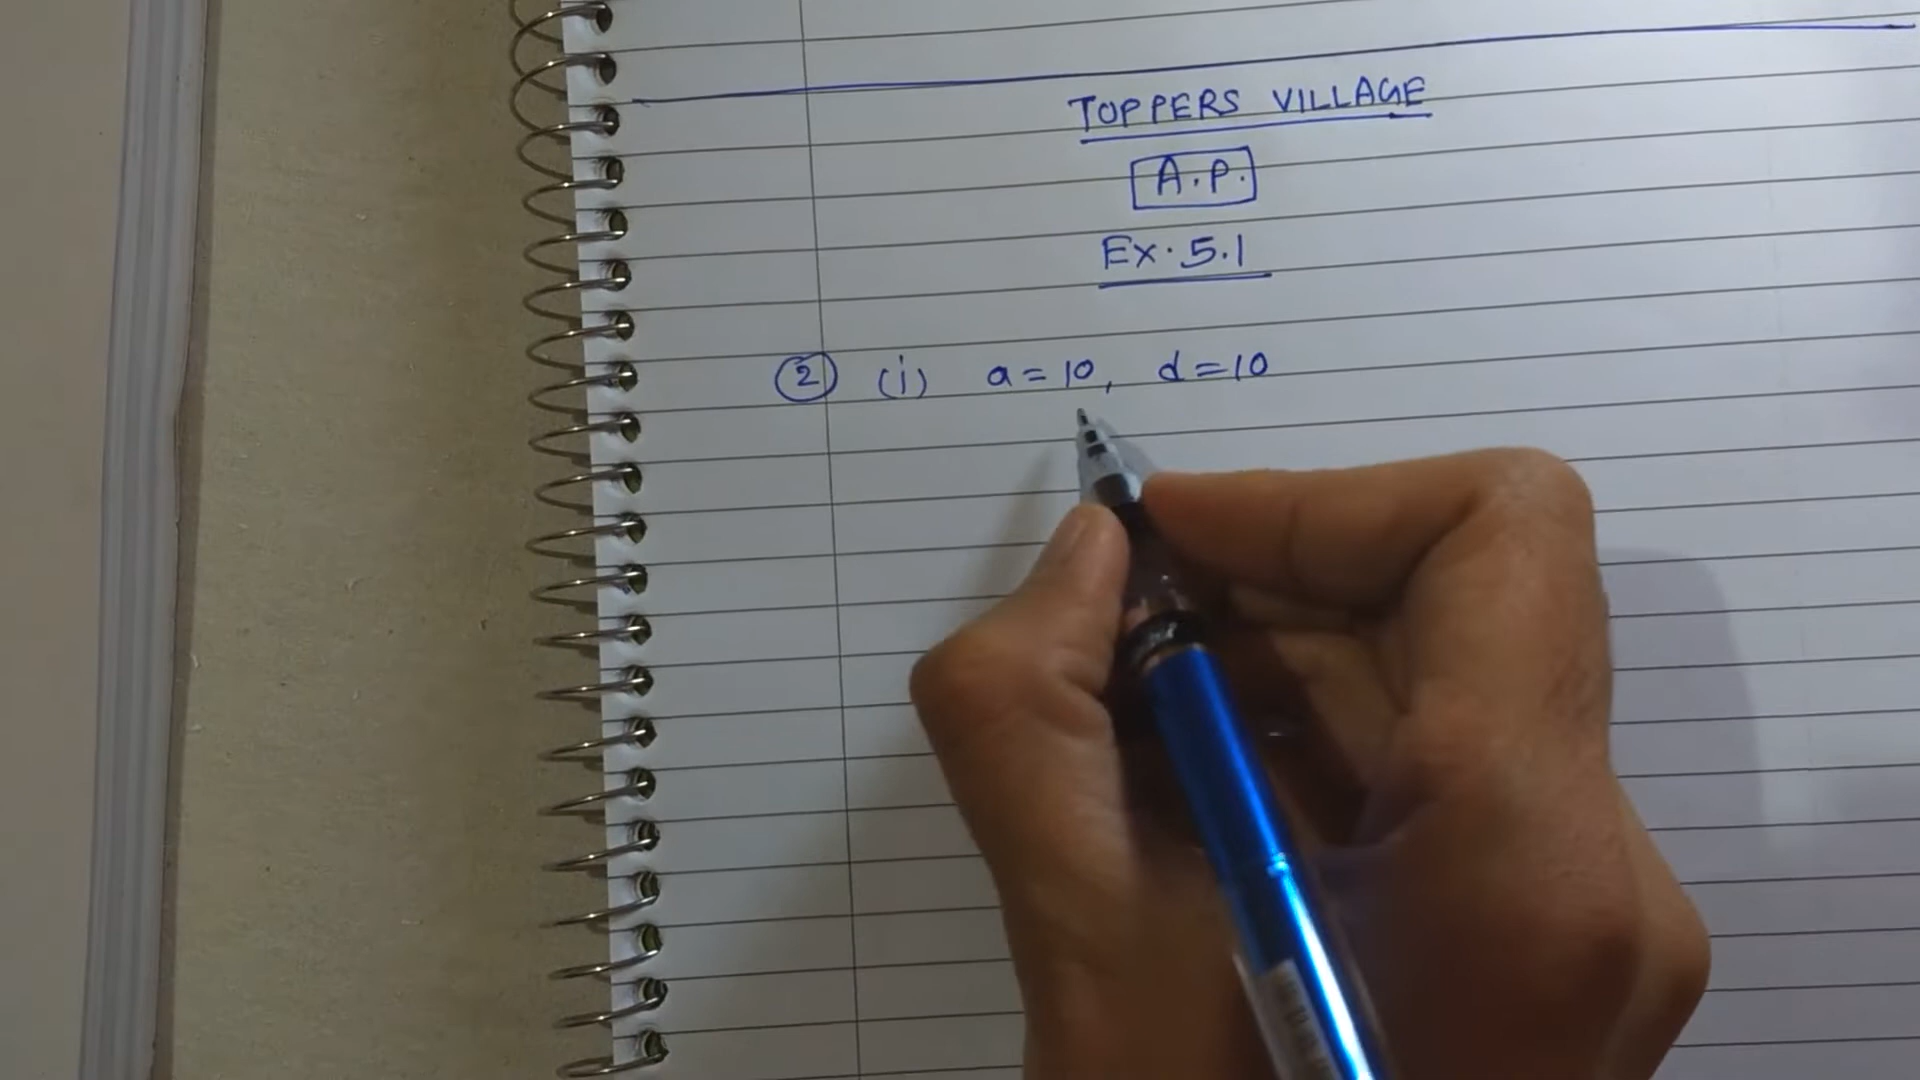 TOPPERS VILLAGE
A.P.
Ex. 5.1
2 (i) a = 10, d = 10